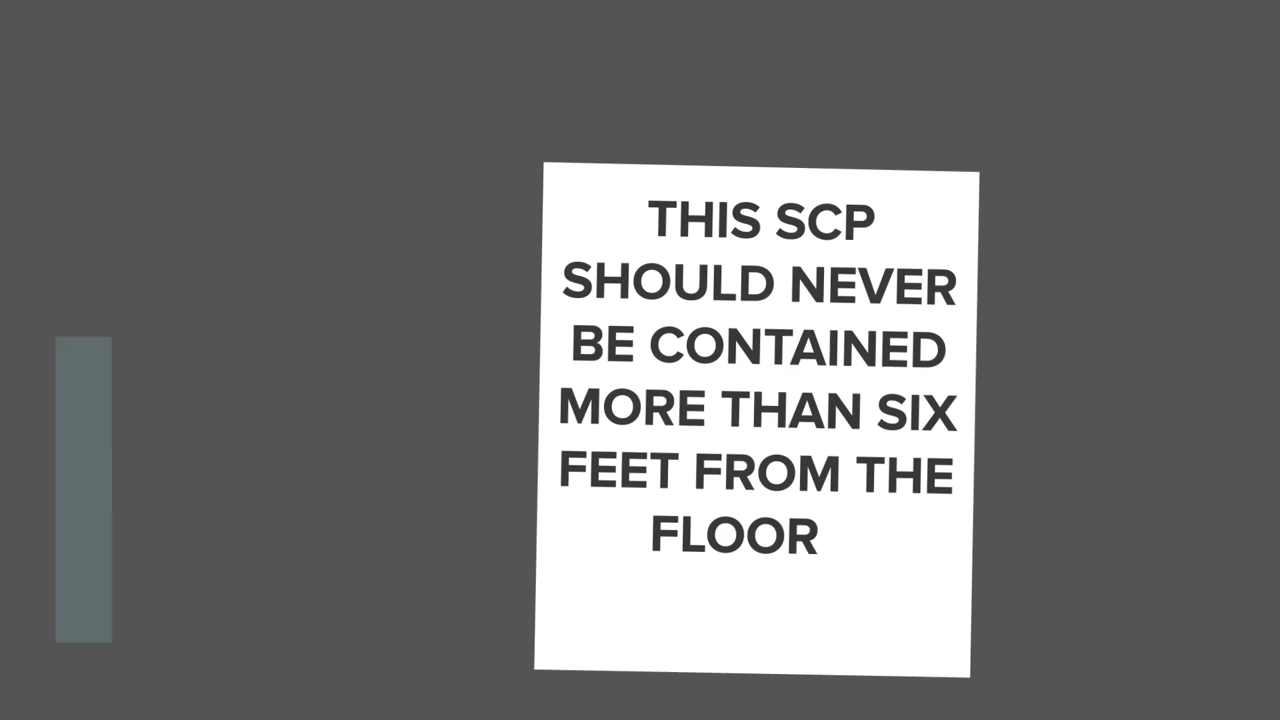 THIS SCP
SHOULD NEVER
BE CONTAINED
MORE THAN SIX
FEET FROM THE
FLOOR